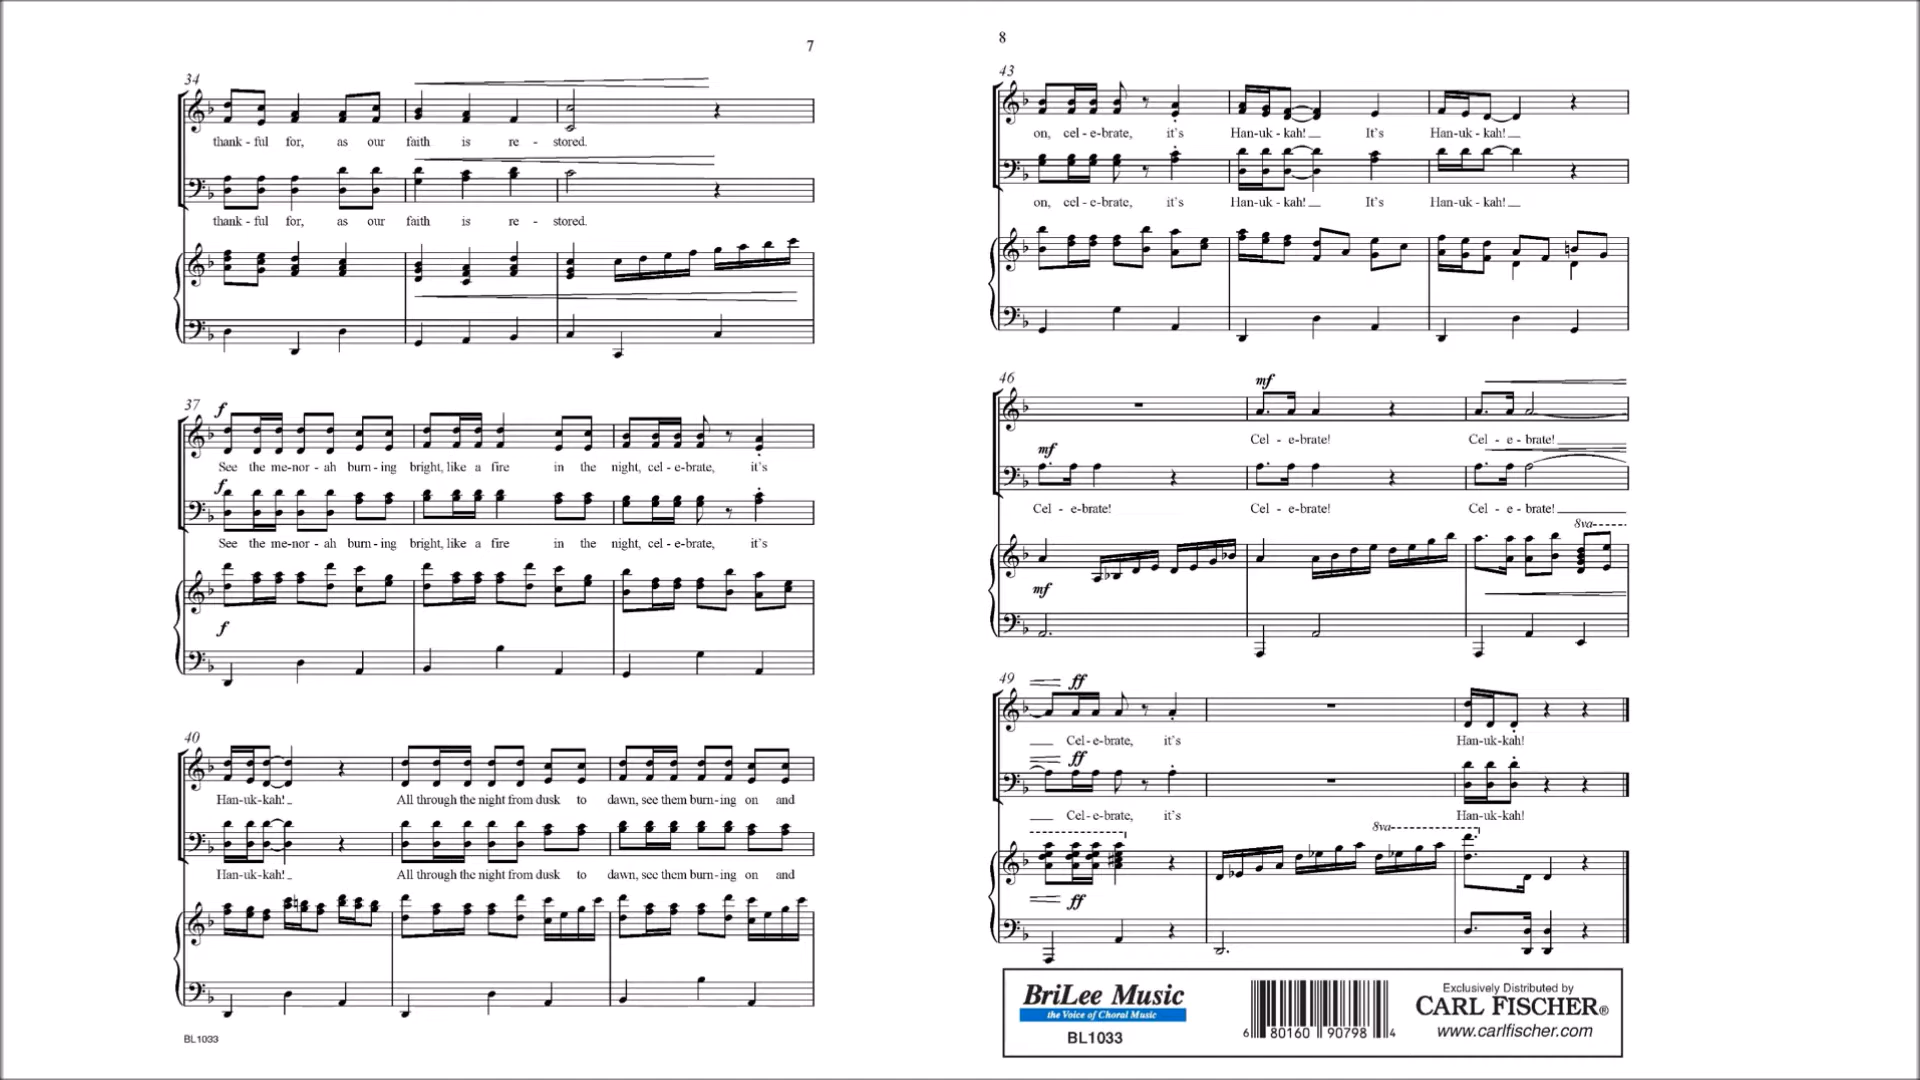 7
34
thank - ful for, as our faith is re - stored.
thank - ful for, as our faith is re - stored.
37
f
See the me-nor - ah burn - ing bright, like a fire in the night, cel - e-brate, it's
f
See the me-nor - ah burn - ing bright, like a fire in the night, cel - e-brate, it's
f
40
Han-uk-kah! All through the night from dusk to dawn, see them burn-ing on and
Han-uk-kah! All through the night from dusk to dawn, see them burn-ing on and
BL1033
8
43
on, cel - e-brate, it's Han-uk - kah! It's Han-uk - kah!
on, cel - e-brate, it's Han-uk - kah! It's Han-uk - kah!
46
mf
Cel - e-brate! Cel - e - brate!
mf
Cel - e-brate! Cel - e-brate! Cel - e - brate!
8va
mf
49
ff
Cel-e-brate, it's Han-uk-kah!
ff
Cel-e-brate, it's Han-uk-kah!
8va
ff
BriLee Music
the Voice of Choral Music
BL1033
6 80160 90798 4
Exclusively Distributed by
CARL FISCHER®
www.carlfischer.com